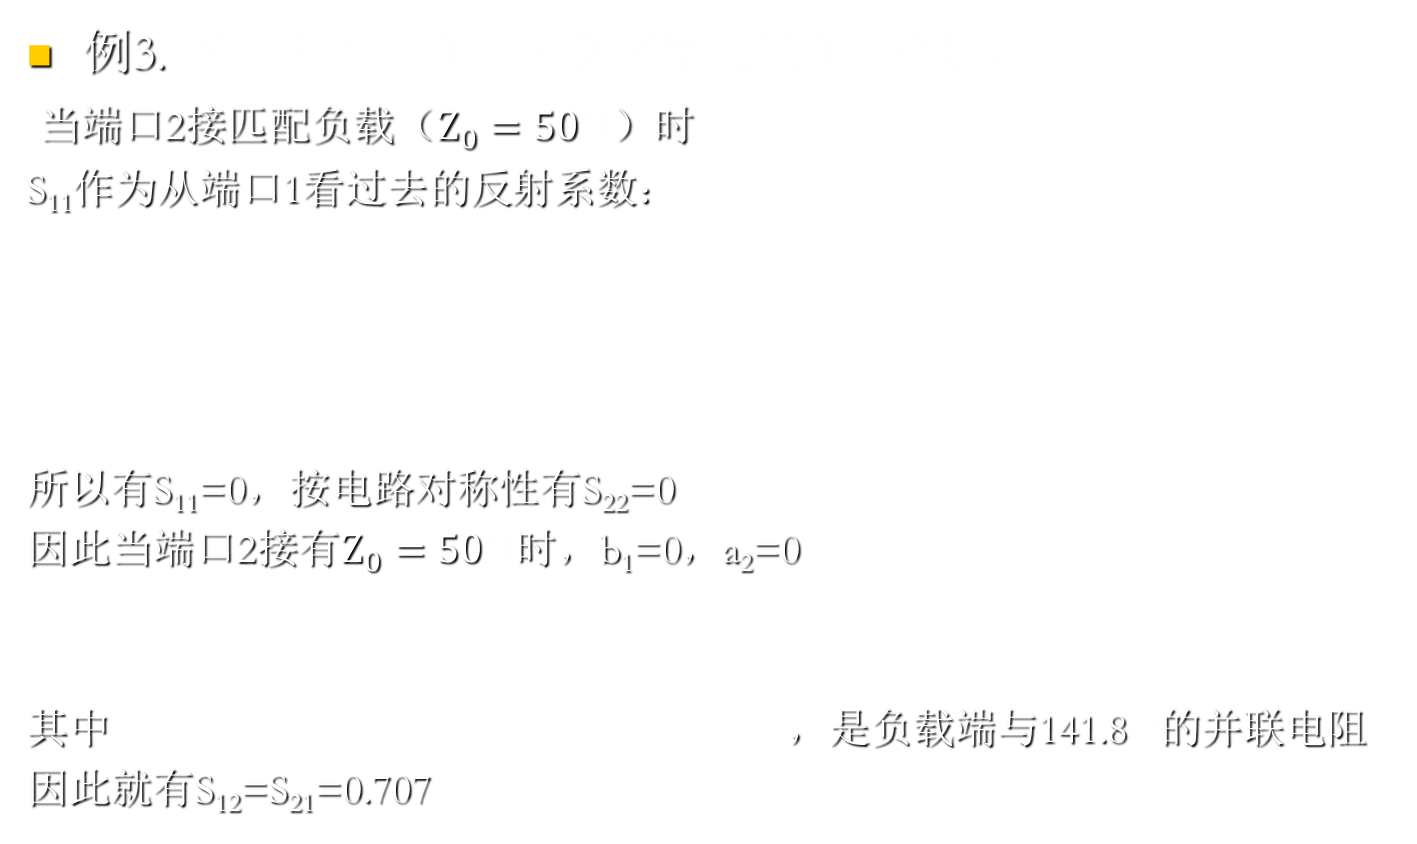 例3.
当端口2接匹配负载（Z₀ = 50 ）时
S₁₁作为从端口1看过去的反射系数：
所以有S₁₁=0，按电路对称性有S₂₂=0
因此当端口2接有Z₀ = 50 时，b₁=0，a₂=0
其中 ，是负载端与141.8 的并联电阻
因此就有S₁₂=S₂₁=0.707